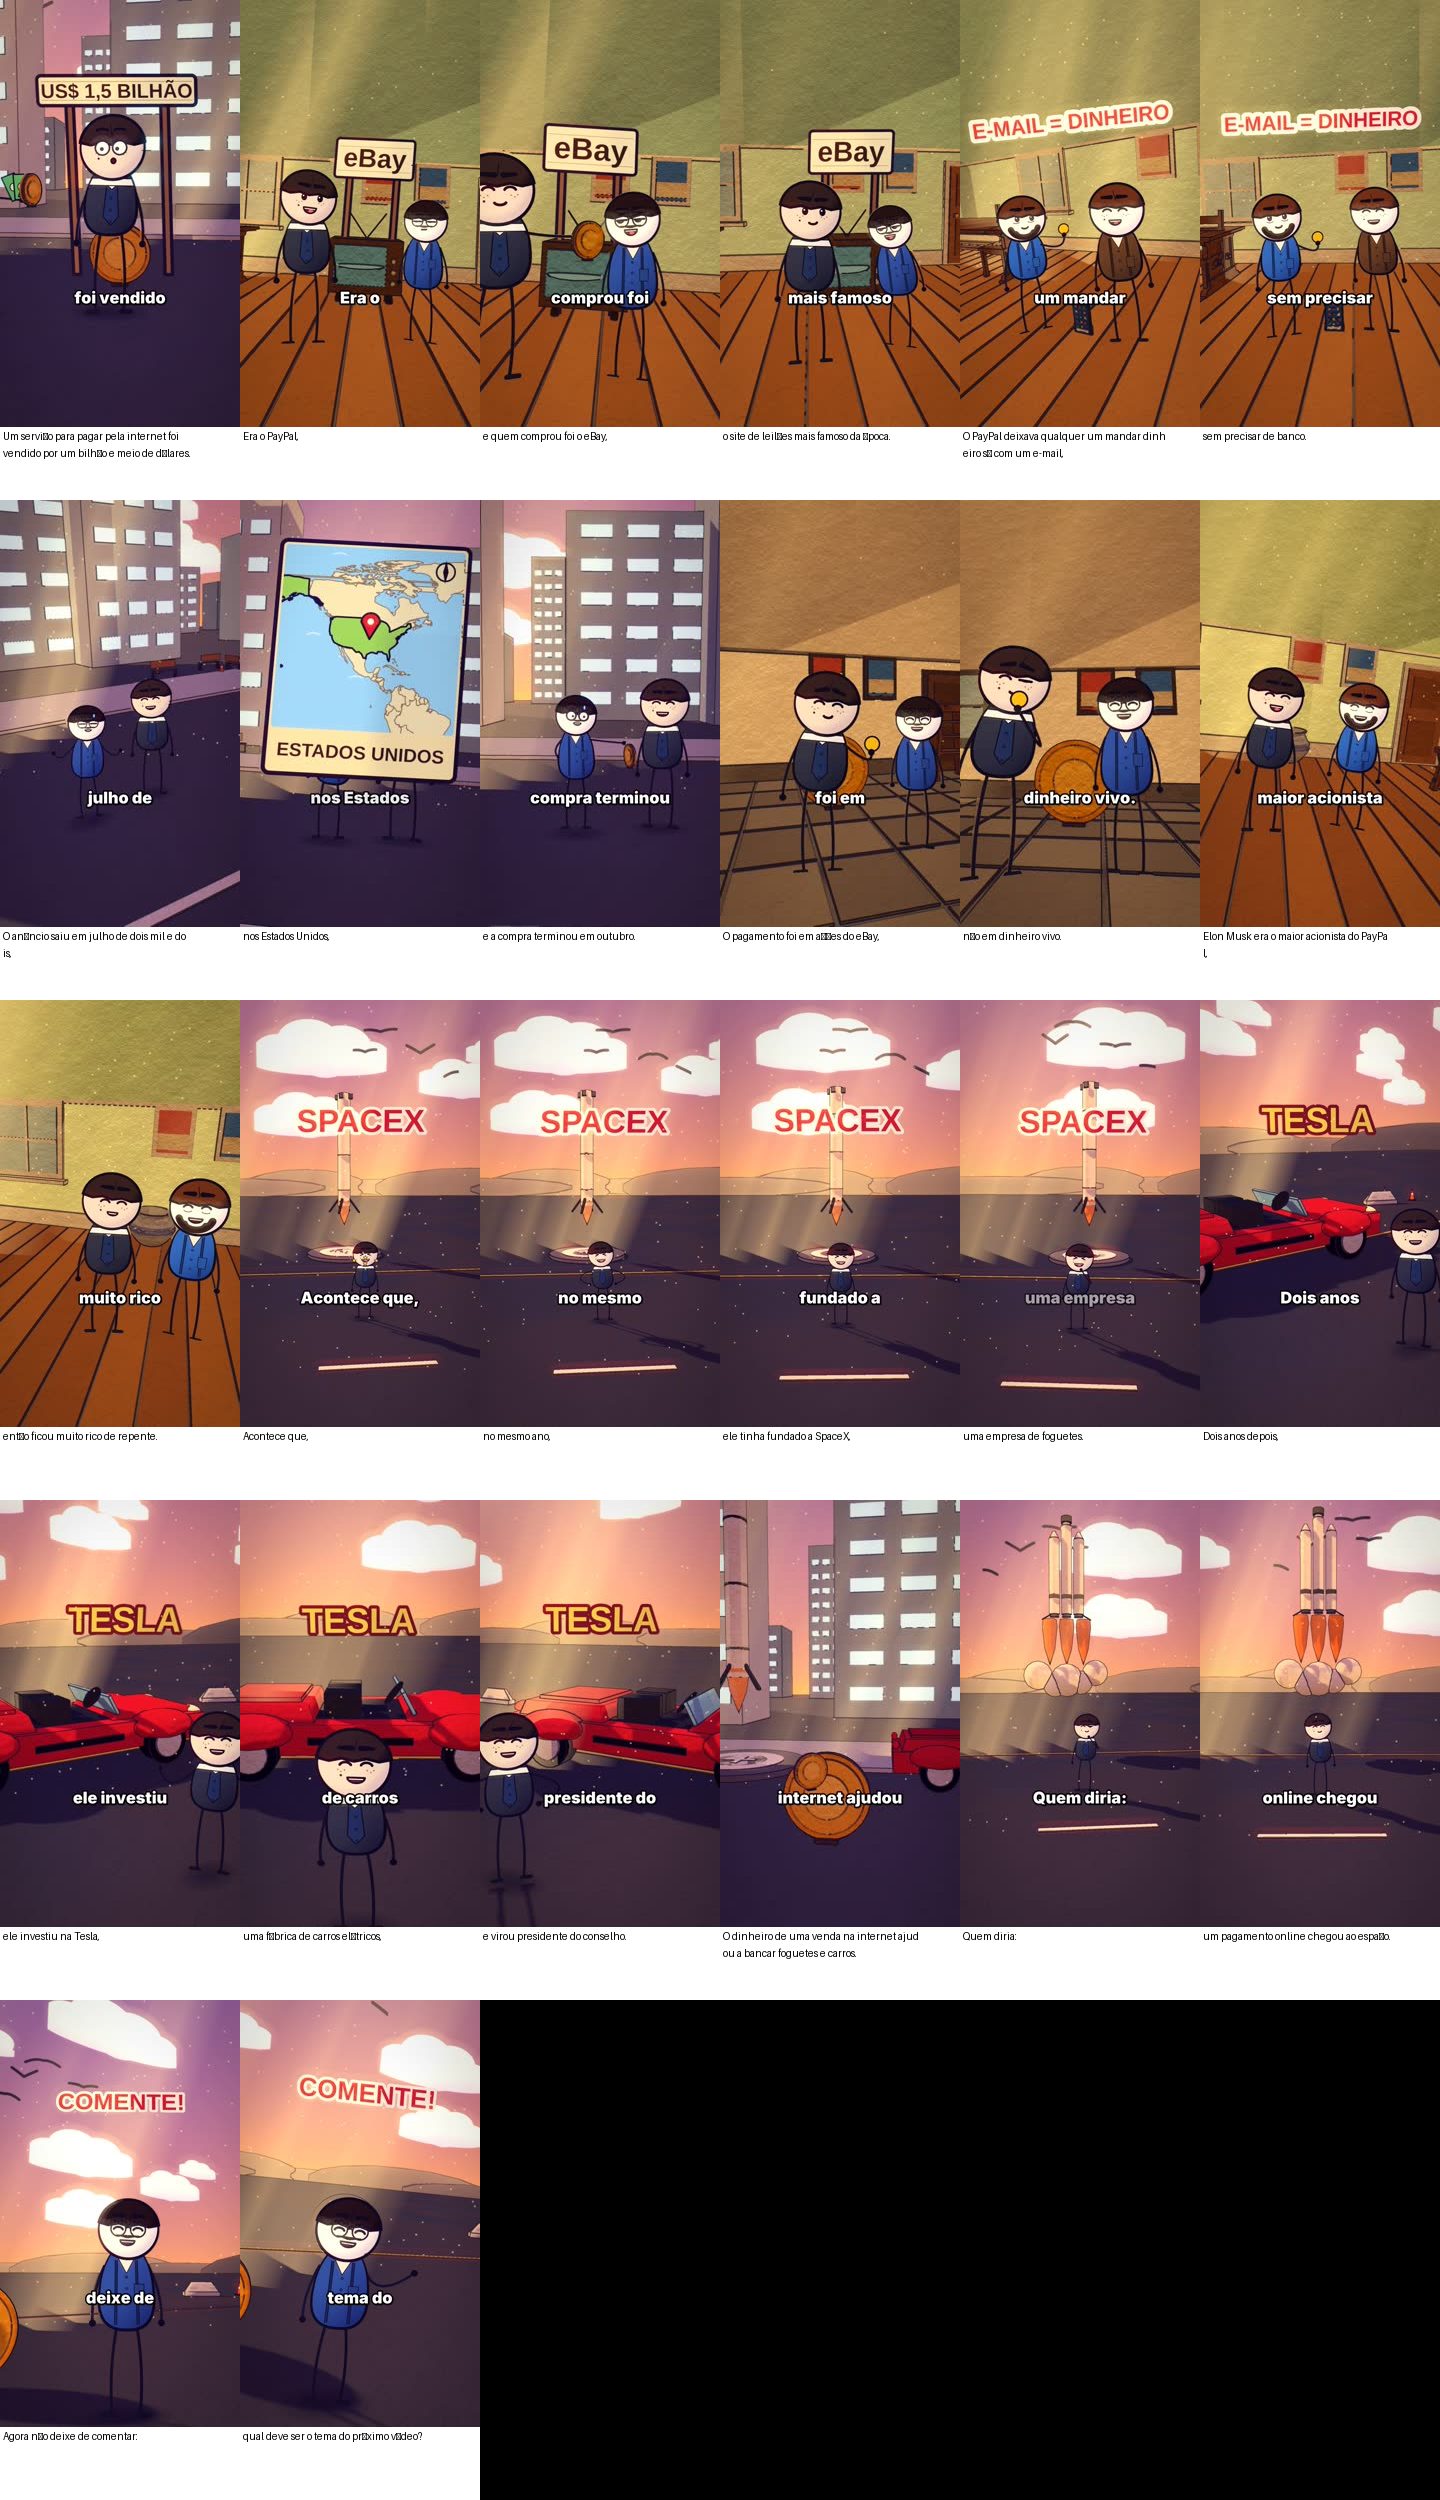 US$ 1,5 BILHÃO
foi vendido
Um servi
o para pagar pela internet foi
vendido por um bilh
o e meio de d
lares.
eBay
Era o
Era o PayPal,
eBay
comprou foi
e quem comprou foi o eBay,
eBay
mais famoso
o site de leil
es mais famoso da
poca.
E-MAIL = DINHEIRO
um mandar
O PayPal deixava qualquer um mandar dinh
eiro s
com um e-mail,
E-MAIL = DINHEIRO
sem precisar
sem precisar de banco.
julho de
O an
ncio saiu em julho de dois mil e do
is,
ESTADOS UNIDOS
nos Estados
nos Estados Unidos,
compra terminou
e a compra terminou em outubro.
foi em
O pagamento foi em a
es do eBay,
dinheiro vivo.
n
o em dinheiro vivo.
maior acionista
Elon Musk era o maior acionista do PayPa
l,
muito rico
ent
o ficou muito rico de repente.
SPACEX
Acontece que,
Acontece que,
SPACEX
no mesmo
no mesmo ano,
SPACEX
fundado a
ele tinha fundado a SpaceX,
SPACEX
uma empresa
uma empresa de foguetes.
TESLA
Dois anos
Dois anos depois,
TESLA
ele investiu
ele investiu na Tesla,
TESLA
de carros
uma f
brica de carros el
tricos,
TESLA
presidente do
e virou presidente do conselho.
internet ajudou
O dinheiro de uma venda na internet ajud
ou a bancar foguetes e carros.
Quem diria:
Quem diria:
online chegou
um pagamento online chegou ao espa
o.
COMENTE!
deixe de
Agora n
o deixe de comentar:
COMENTE!
tema do
qual deve ser o tema do pr
ximo v
deo?